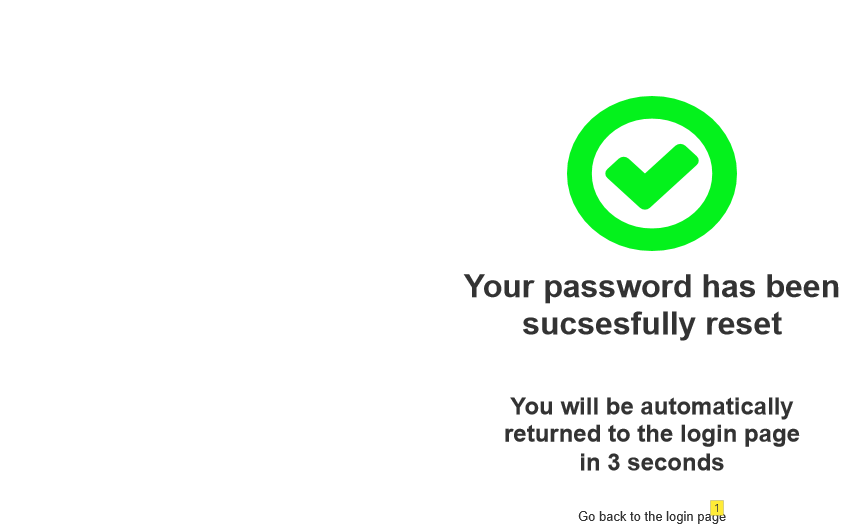 Your password has been
sucsesfully reset
You will be automatically
returned to the login page
in 3 seconds
1
Go back to the login page